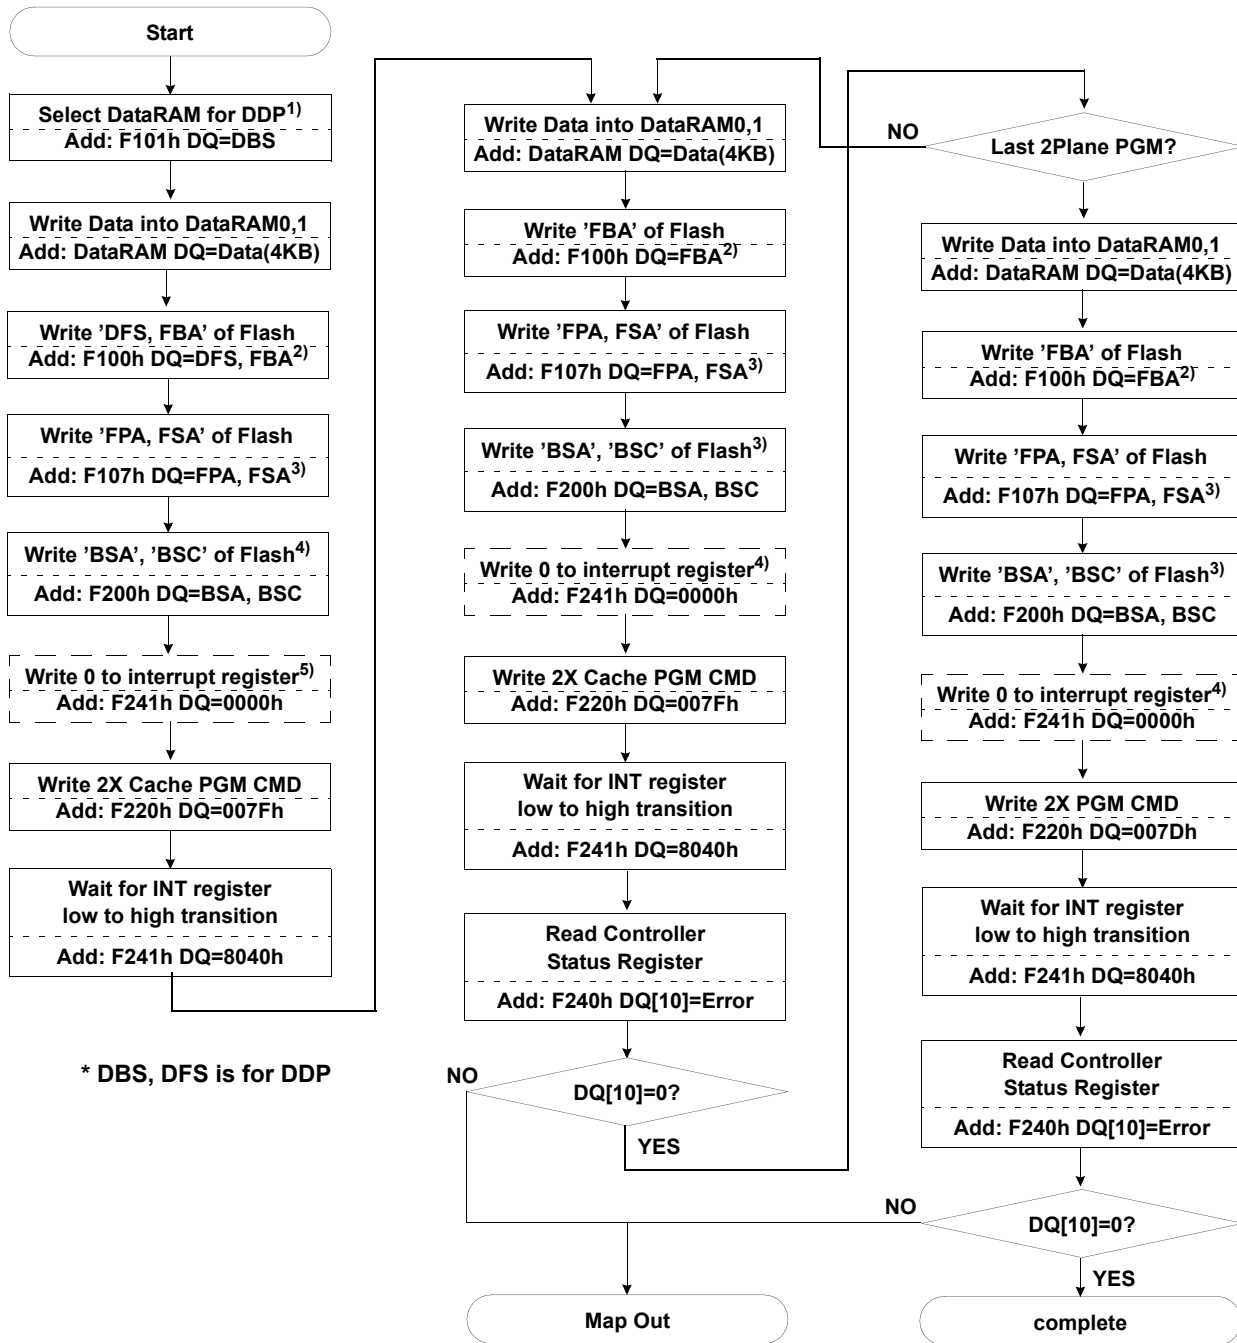 Start
Select DataRAM for DDP1)
Add: F101h DQ=DBS
Write Data into DataRAM0,1
Add: DataRAM DQ=Data(4KB)
Write 'DFS, FBA' of Flash
Add: F100h DQ=DFS, FBA2)
Write 'FPA, FSA' of Flash
Add: F107h DQ=FPA, FSA3)
Write 'BSA', 'BSC' of Flash4)
Add: F200h DQ=BSA, BSC
Write 0 to interrupt register5)
Add: F241h DQ=0000h
Write 2X Cache PGM CMD
Add: F220h DQ=007Fh
Wait for INT register
low to high transition
Add: F241h DQ=8040h
* DBS, DFS is for DDP
Write Data into DataRAM0,1
Add: DataRAM DQ=Data(4KB)
Write 'FBA' of Flash
Add: F100h DQ=FBA2)
Write 'FPA, FSA' of Flash
Add: F107h DQ=FPA, FSA3)
Write 'BSA', 'BSC' of Flash3)
Add: F200h DQ=BSA, BSC
Write 0 to interrupt register4)
Add: F241h DQ=0000h
Write 2X Cache PGM CMD
Add: F220h DQ=007Fh
Wait for INT register
low to high transition
Add: F241h DQ=8040h
Read Controller
Status Register
Add: F240h DQ[10]=Error
NO
DQ[10]=0?
YES
Map Out
NO
Last 2Plane PGM?
Write Data into DataRAM0,1
Add: DataRAM DQ=Data(4KB)
Write 'FBA' of Flash
Add: F100h DQ=FBA2)
Write 'FPA, FSA' of Flash
Add: F107h DQ=FPA, FSA3)
Write 'BSA', 'BSC' of Flash3)
Add: F200h DQ=BSA, BSC
Write 0 to interrupt register4)
Add: F241h DQ=0000h
Write 2X PGM CMD
Add: F220h DQ=007Dh
Wait for INT register
low to high transition
Add: F241h DQ=8040h
Read Controller
Status Register
Add: F240h DQ[10]=Error
NO
DQ[10]=0?
YES
complete